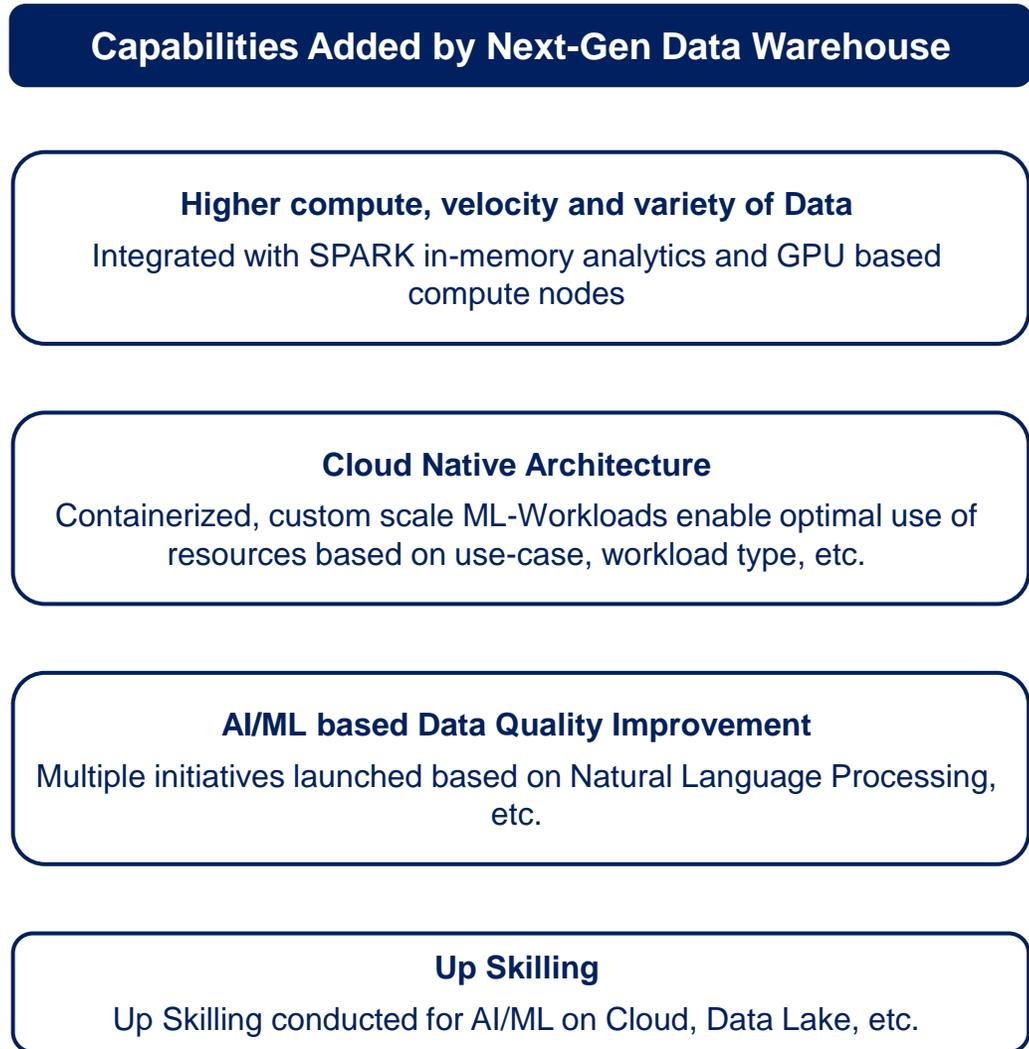 Capabilities Added by Next-Gen Data Warehouse
Higher compute, velocity and variety of Data
Integrated with SPARK in-memory analytics and GPU based
compute nodes
Cloud Native Architecture
Containerized, custom scale ML-Workloads enable optimal use of
resources based on use-case, workload type, etc.
AI/ML based Data Quality Improvement
Multiple initiatives launched based on Natural Language Processing,
etc.
Up Skilling
Up Skilling conducted for AI/ML on Cloud, Data Lake, etc.